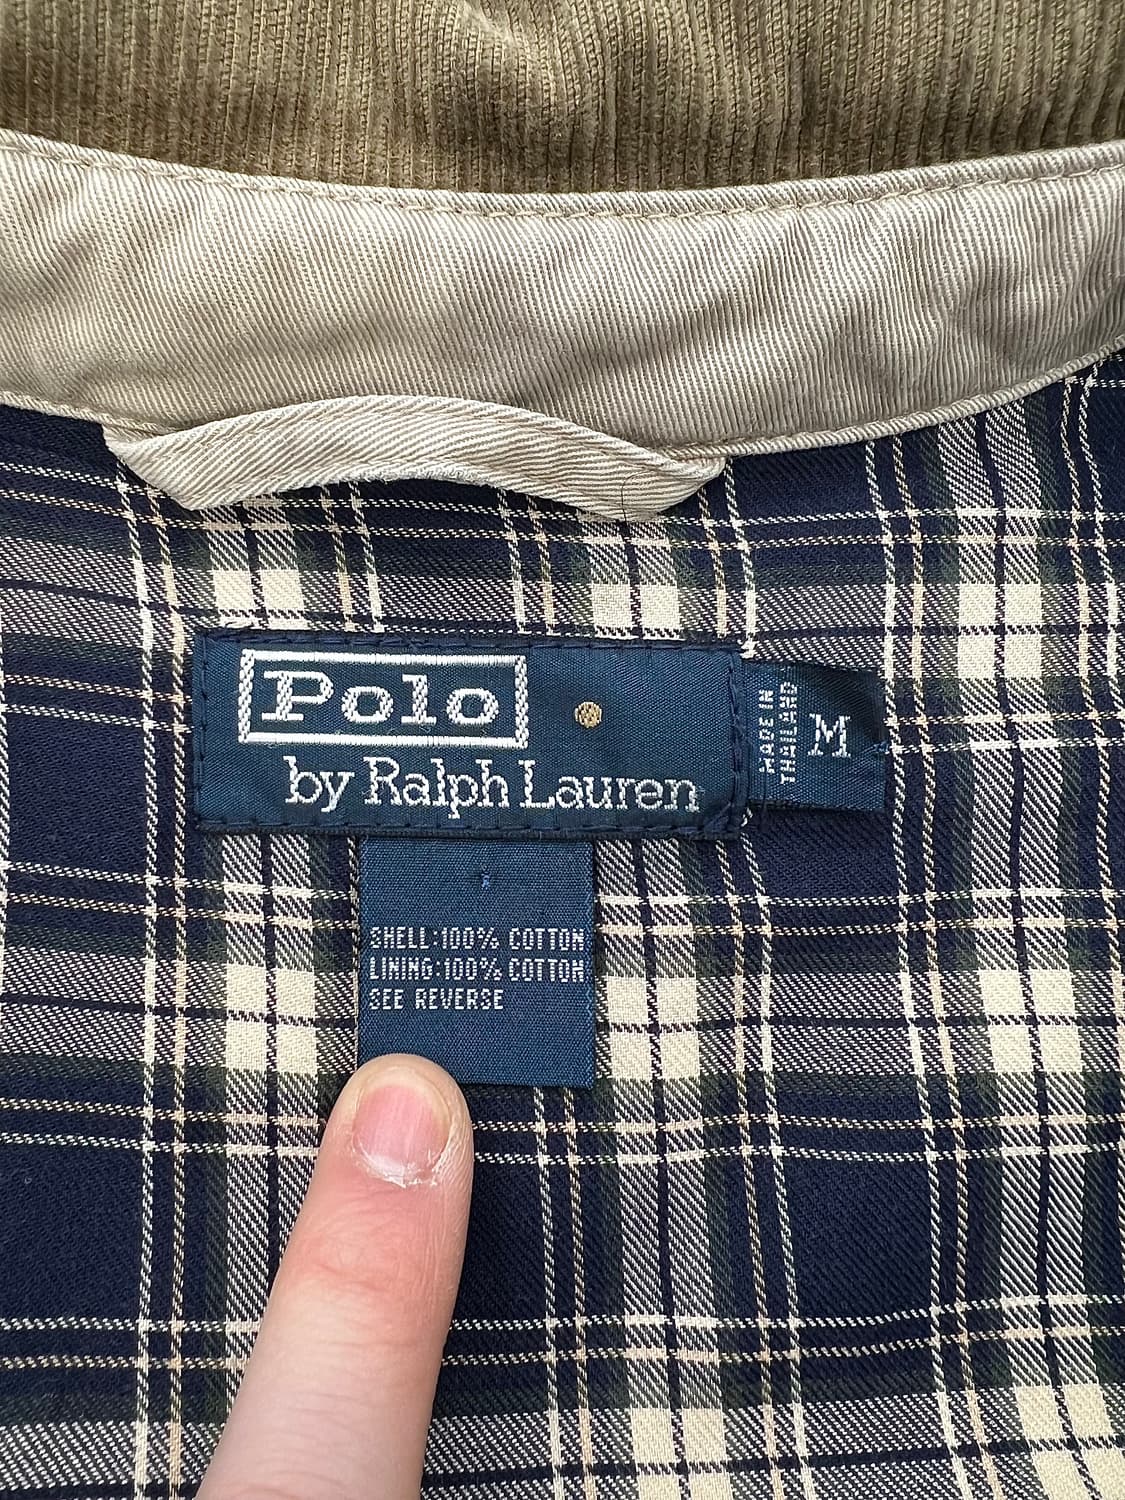 Polo
by Ralph Lauren
MADE IN
THAILAND
M
SHELL:100% COTTON
LINING:100% COTTON
SEE REVERSE